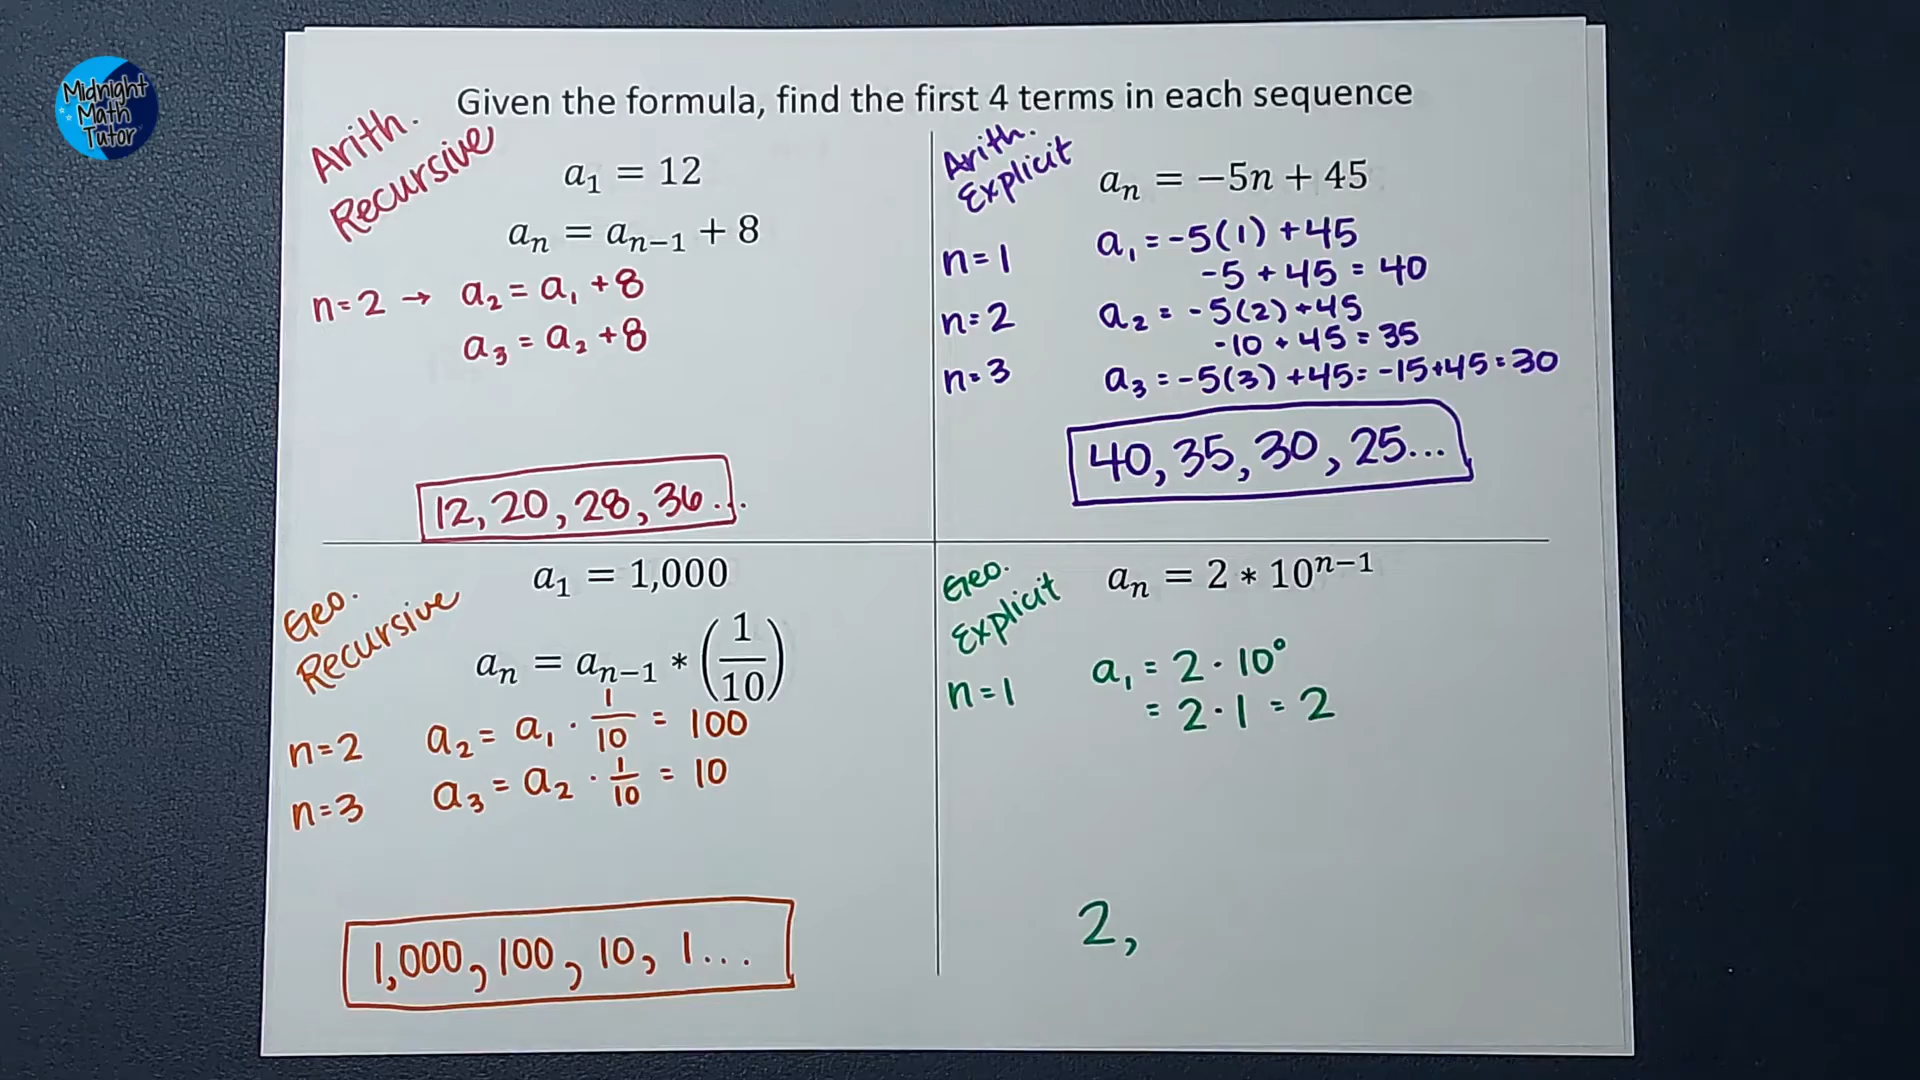 Midnight
Math
Tutor
Given the formula, find the first 4 terms in each sequence
Arith.
Recursive
a₁ = 12
aₙ = aₙ₋₁ + 8
n=2 → a₂ = a₁ +8
a₃ = a₂ +8
12, 20, 28, 36...
Arith.
Explicit
aₙ = −5n + 45
n=1 a₁ = -5(1) +45
-5 + 45 = 40
n=2 a₂ = -5(2) +45
-10 + 45 = 35
n=3 a₃ = -5(3) +45 = -15+45=30
40, 35, 30, 25...
Geo.
Recursive
a₁ = 1,000
aₙ = aₙ₋₁ * (1/10)
n=2 a₂ = a₁ · 1/10 = 100
n=3 a₃ = a₂ · 1/10 = 10
1,000, 100, 10, 1...
Geo.
Explicit
aₙ = 2 * 10ⁿ⁻¹
n=1 a₁ = 2 · 10⁰
= 2 · 1 = 2
2,